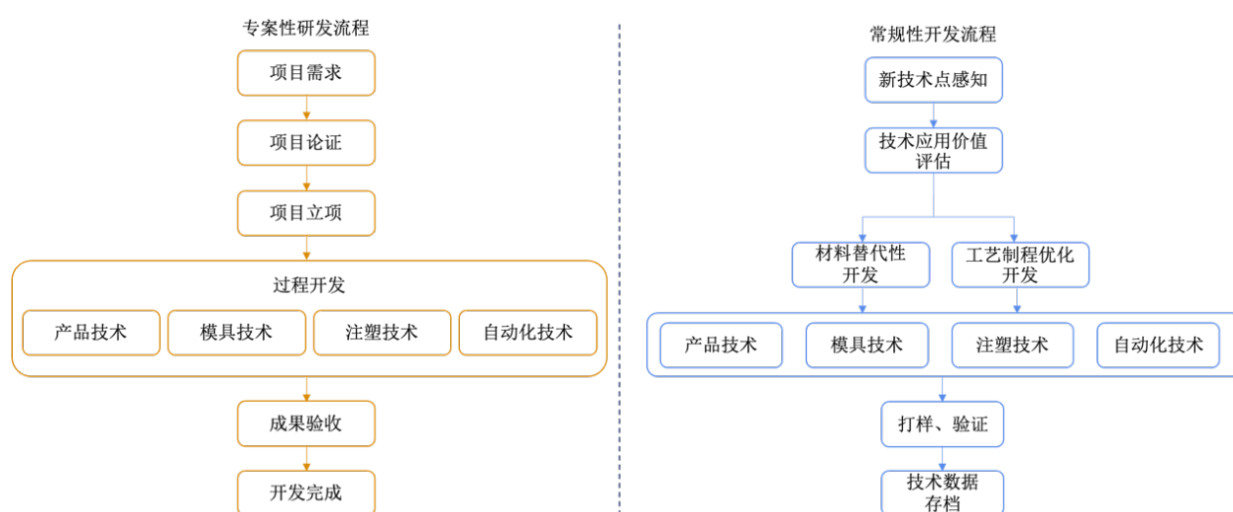 专案性研发流程
项目需求
项目论证
项目立项
过程开发
产品技术
模具技术
注塑技术
自动化技术
成果验收
开发完成
常规性开发流程
新技术点感知
技术应用价值
评估
材料替代性
开发
工艺制程优化
开发
产品技术
模具技术
注塑技术
自动化技术
打样、验证
技术数据
存档